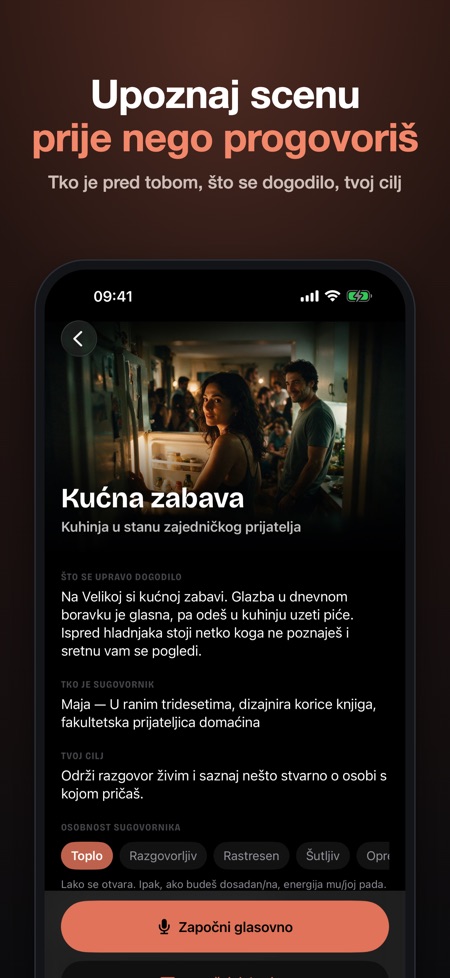 Upoznaj scenu
prije nego progovoriš
Tko je pred tobom, što se dogodilo, tvoj cilj
09:41
Kućna zabava
Kuhinja u stanu zajedničkog prijatelja
ŠTO SE UPRAVO DOGODILO
Na Velikoj si kućnoj zabavi. Glazba u dnevnom
boravku je glasna, pa odeš u kuhinju uzeti piće.
Ispred hladnjaka stoji netko koga ne poznaješ i
sretnu vam se pogledi.
TKO JE SUGOVORNIK
Maja — U ranim tridesetima, dizajnira korice knjiga,
fakultetska prijateljica domaćina
TVOJ CILJ
Održi razgovor živim i saznaj nešto stvarno o osobi s
kojom pričaš.
OSOBNOST SUGOVORNIKA
Toplo Razgovorljiv Rastresen Šutljiv Opre
Lako se otvara. Ipak, ako budeš dosadan/na, energija mu/joj pada.
Započni glasovno